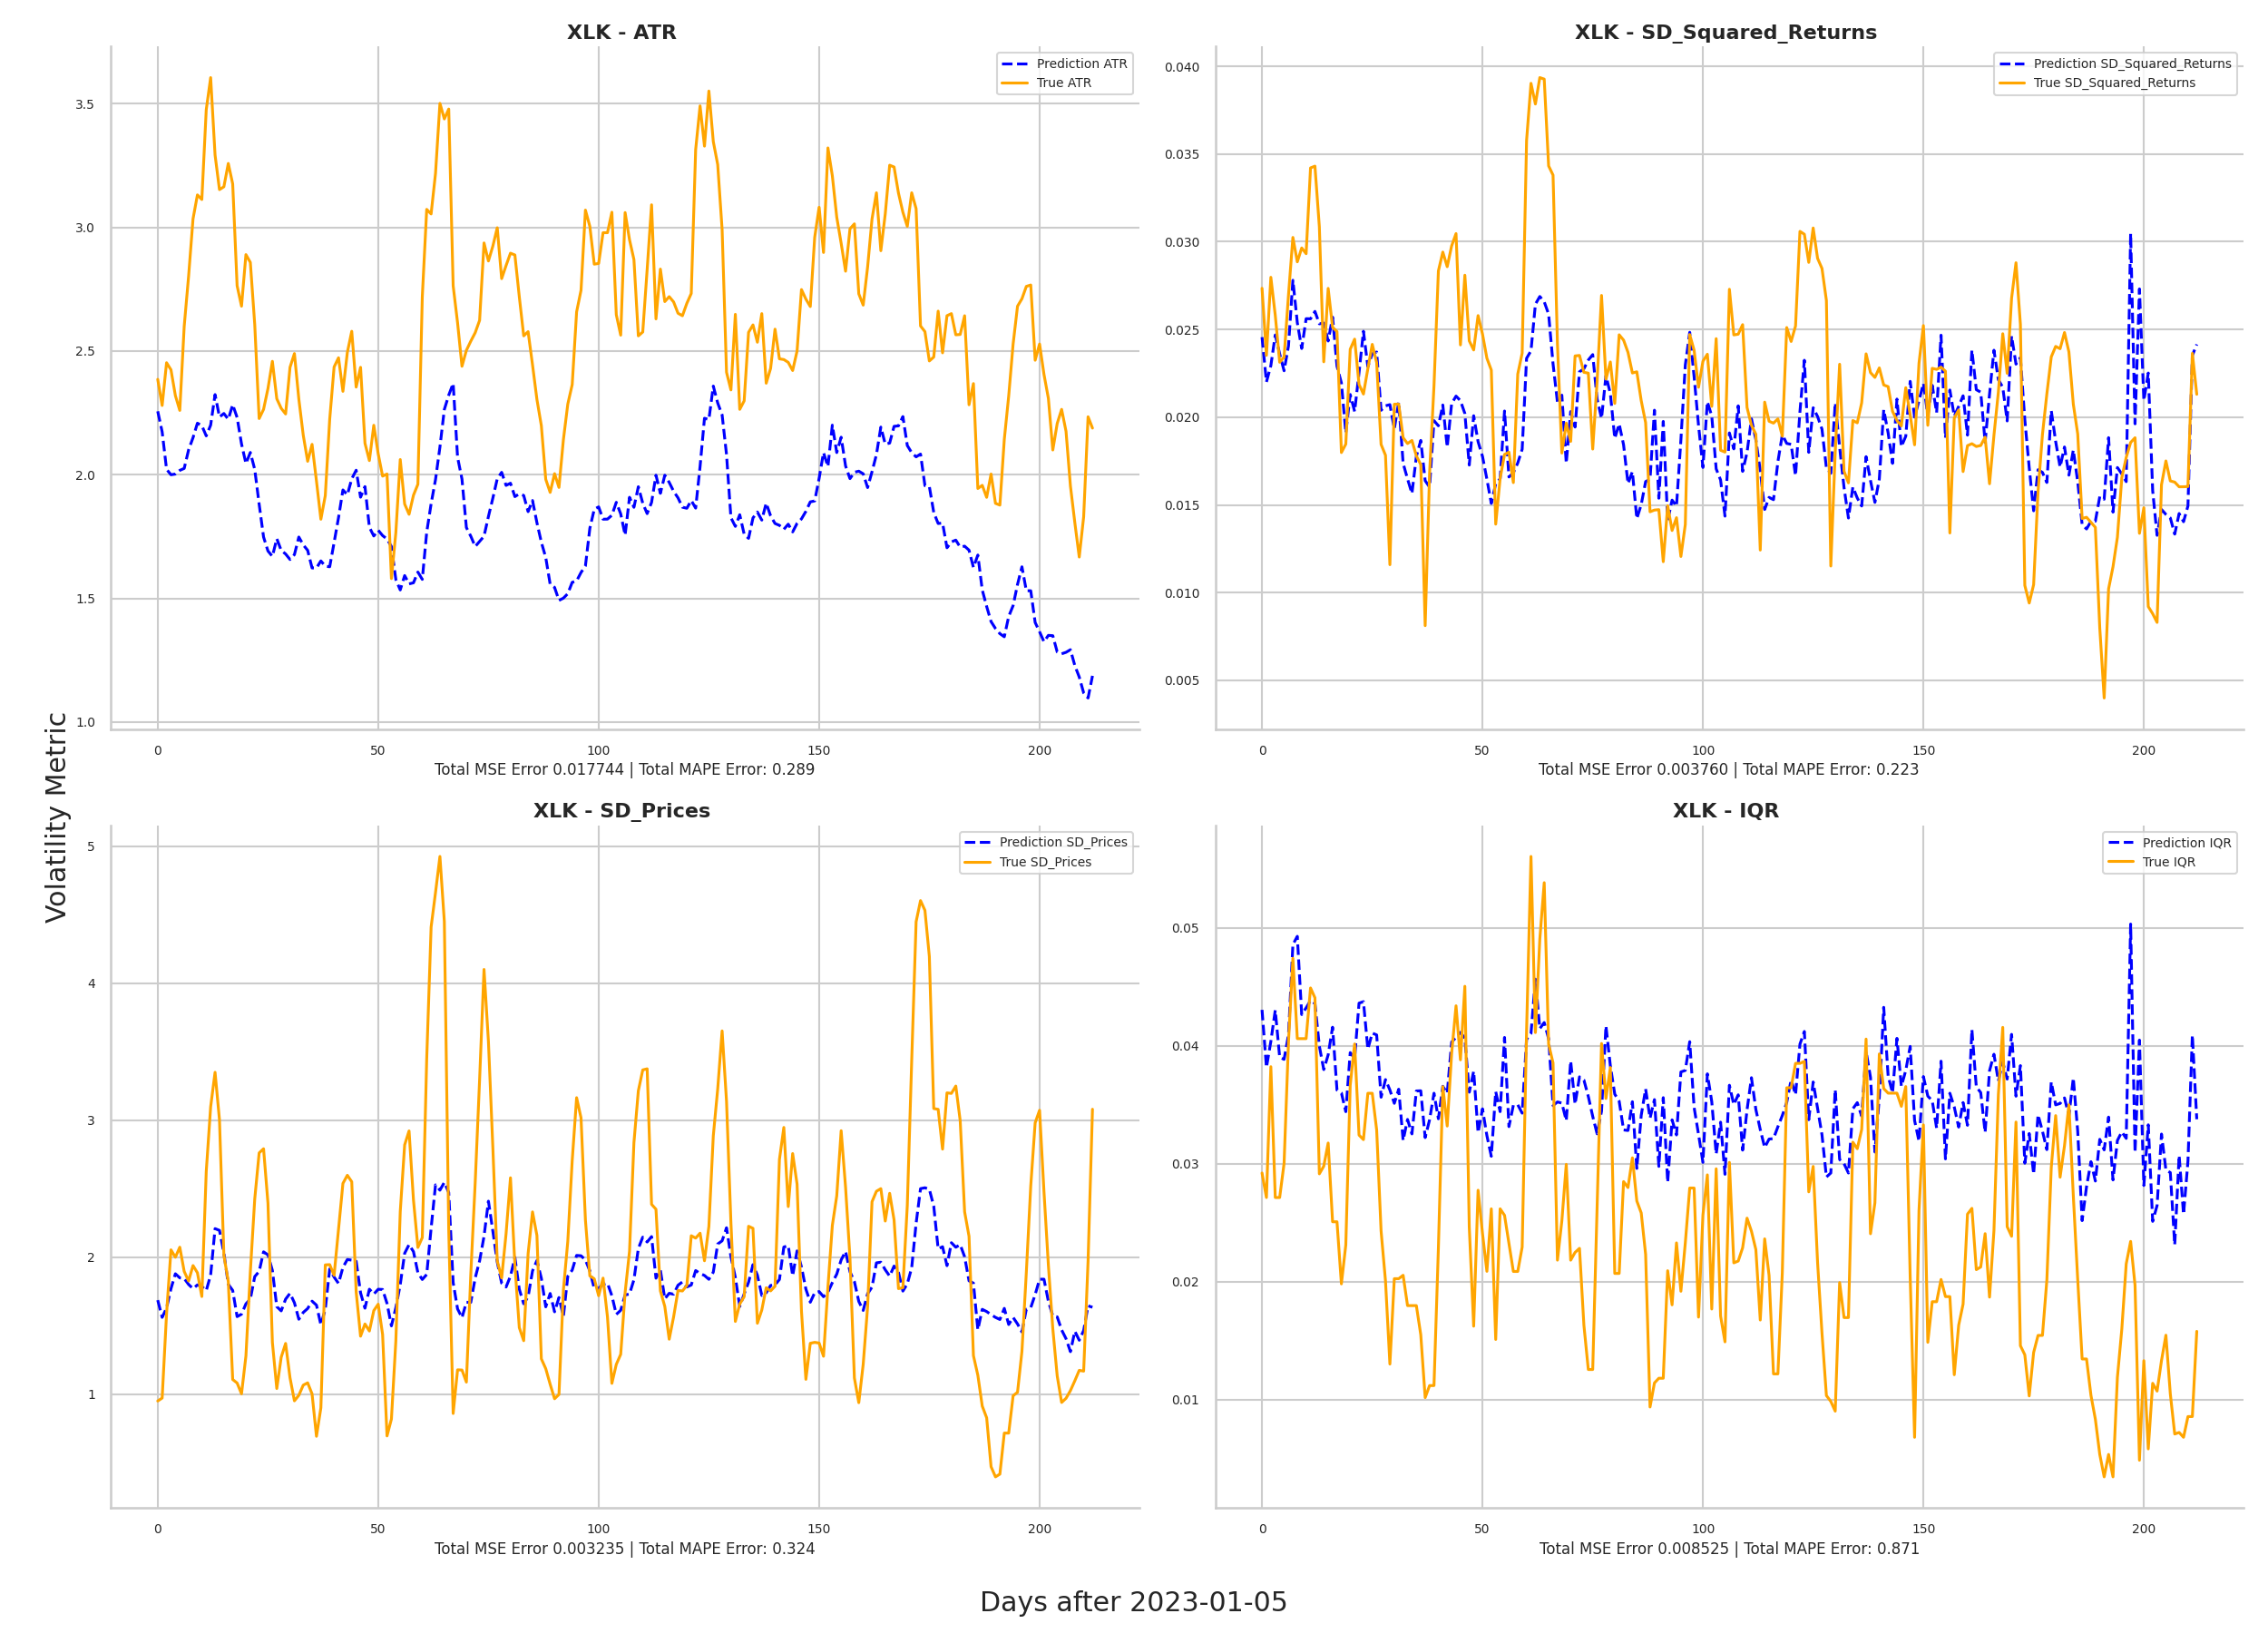 XLK - ATR
Prediction ATR
True ATR
3.5
3.0
2.5
2.0
1.5
1.0
0 50 100 150 200
Total MSE Error 0.017744 | Total MAPE Error: 0.289
XLK - SD_Squared_Returns
Prediction SD_Squared_Returns
True SD_Squared_Returns
0.040
0.035
0.030
0.025
0.020
0.015
0.010
0.005
0 50 100 150 200
Total MSE Error 0.003760 | Total MAPE Error: 0.223
Volatility Metric
XLK - SD_Prices
Prediction SD_Prices
True SD_Prices
5
4
3
2
1
0 50 100 150 200
Total MSE Error 0.003235 | Total MAPE Error: 0.324
XLK - IQR
Prediction IQR
True IQR
0.05
0.04
0.03
0.02
0.01
0 50 100 150 200
Total MSE Error 0.008525 | Total MAPE Error: 0.871
Days after 2023-01-05